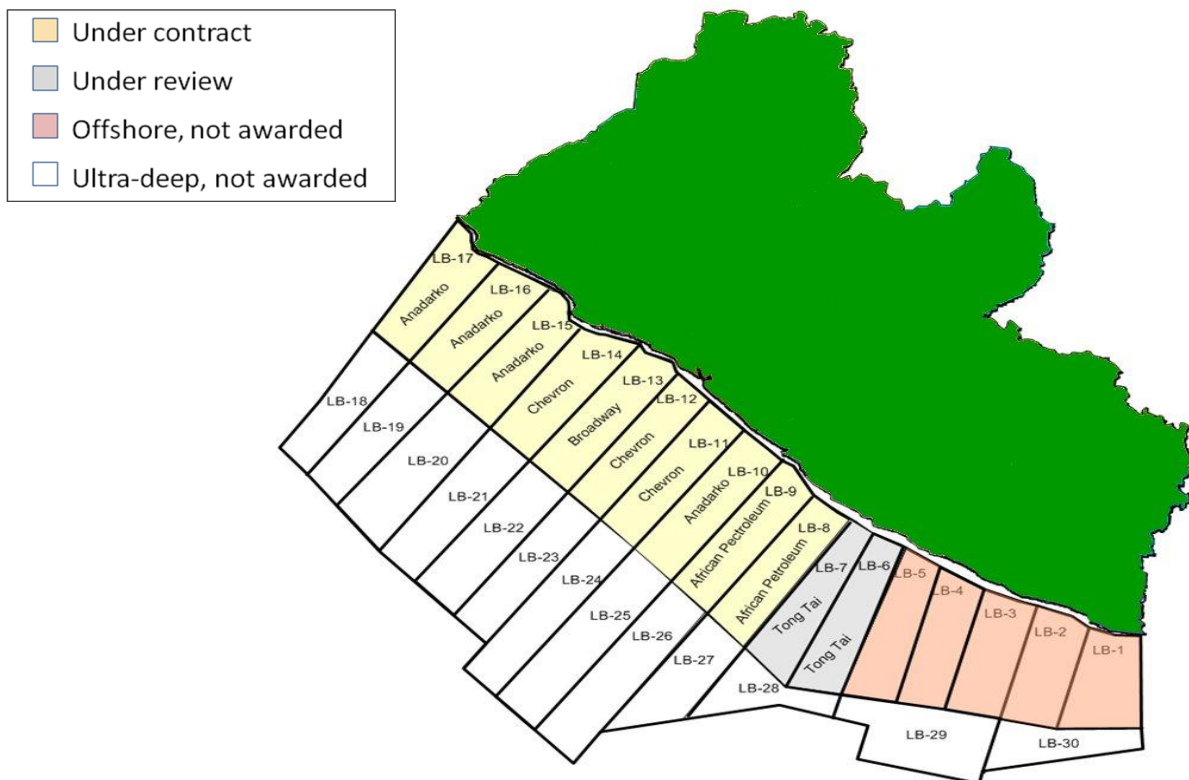 Under contract
Under review
Offshore, not awarded
Ultra-deep, not awarded
LB-17
Anadarko
LB-16
Anadarko
LB-15
Anadarko
LB-14
Chevron
LB-13
Broadway
LB-12
Chevron
LB-11
Chevron
LB-10
Anadarko
LB-9
African Pectroleum
LB-8
African Petroleum
LB-7
Tong Tai
LB-6
Tong Tai
LB-5
LB-4
LB-3
LB-2
LB-1
LB-18
LB-19
LB-20
LB-21
LB-22
LB-23
LB-24
LB-25
LB-26
LB-27
LB-28
LB-29
LB-30